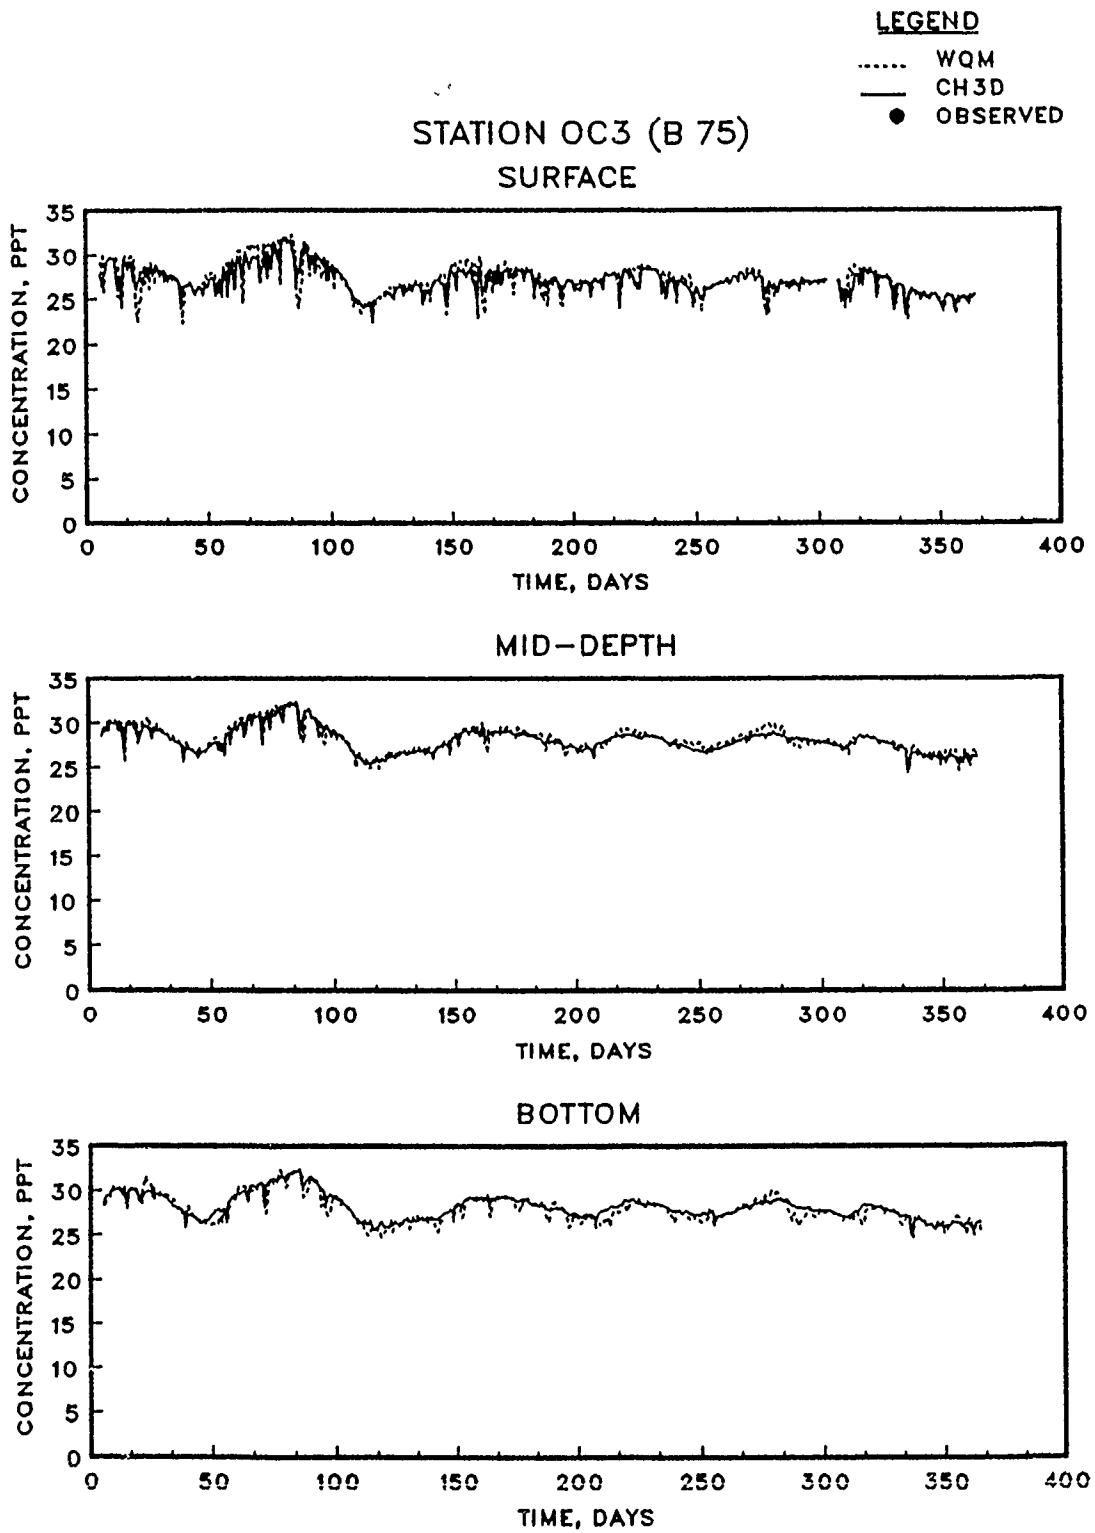 LEGEND
WQM
CH3D
OBSERVED
STATION OC3 (B 75)
SURFACE
35
30
25
20
15
10
5
0
CONCENTRATION, PPT
0 50 100 150 200 250 300 350 400
TIME, DAYS
MID-DEPTH
35
30
25
20
15
10
5
0
CONCENTRATION, PPT
0 50 100 150 200 250 300 350 400
TIME, DAYS
BOTTOM
35
30
25
20
15
10
5
0
CONCENTRATION, PPT
0 50 100 150 200 250 300 350 400
TIME, DAYS